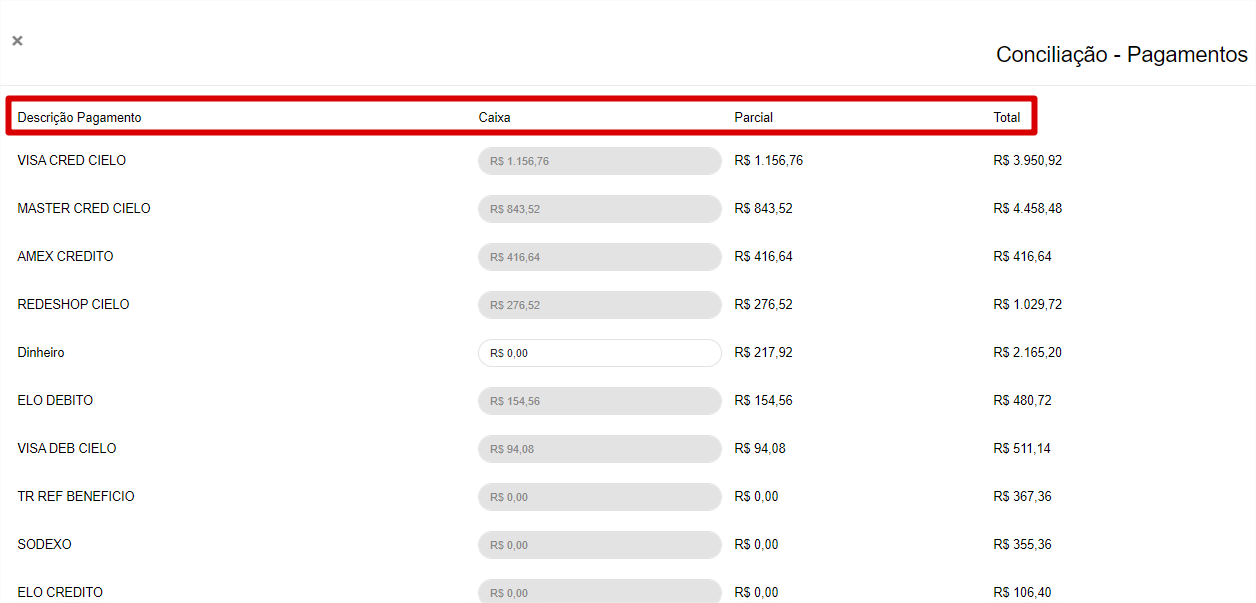 ×
Conciliação - Pagamentos
Descrição Pagamento Caixa Parcial Total
VISA CRED CIELO R$ 1.156,76 R$ 1.156,76 R$ 3.950,92
MASTER CRED CIELO R$ 843,52 R$ 843,52 R$ 4.458,48
AMEX CREDITO R$ 416,64 R$ 416,64 R$ 416,64
REDESHOP CIELO R$ 276,52 R$ 276,52 R$ 1.029,72
Dinheiro R$ 0,00 R$ 217,92 R$ 2.165,20
ELO DEBITO R$ 154,56 R$ 154,56 R$ 480,72
VISA DEB CIELO R$ 94,08 R$ 94,08 R$ 511,14
TR REF BENEFICIO R$ 0,00 R$ 0,00 R$ 367,36
SODEXO R$ 0,00 R$ 0,00 R$ 355,36
ELO CREDITO R$ 0,00 R$ 0,00 R$ 106,40